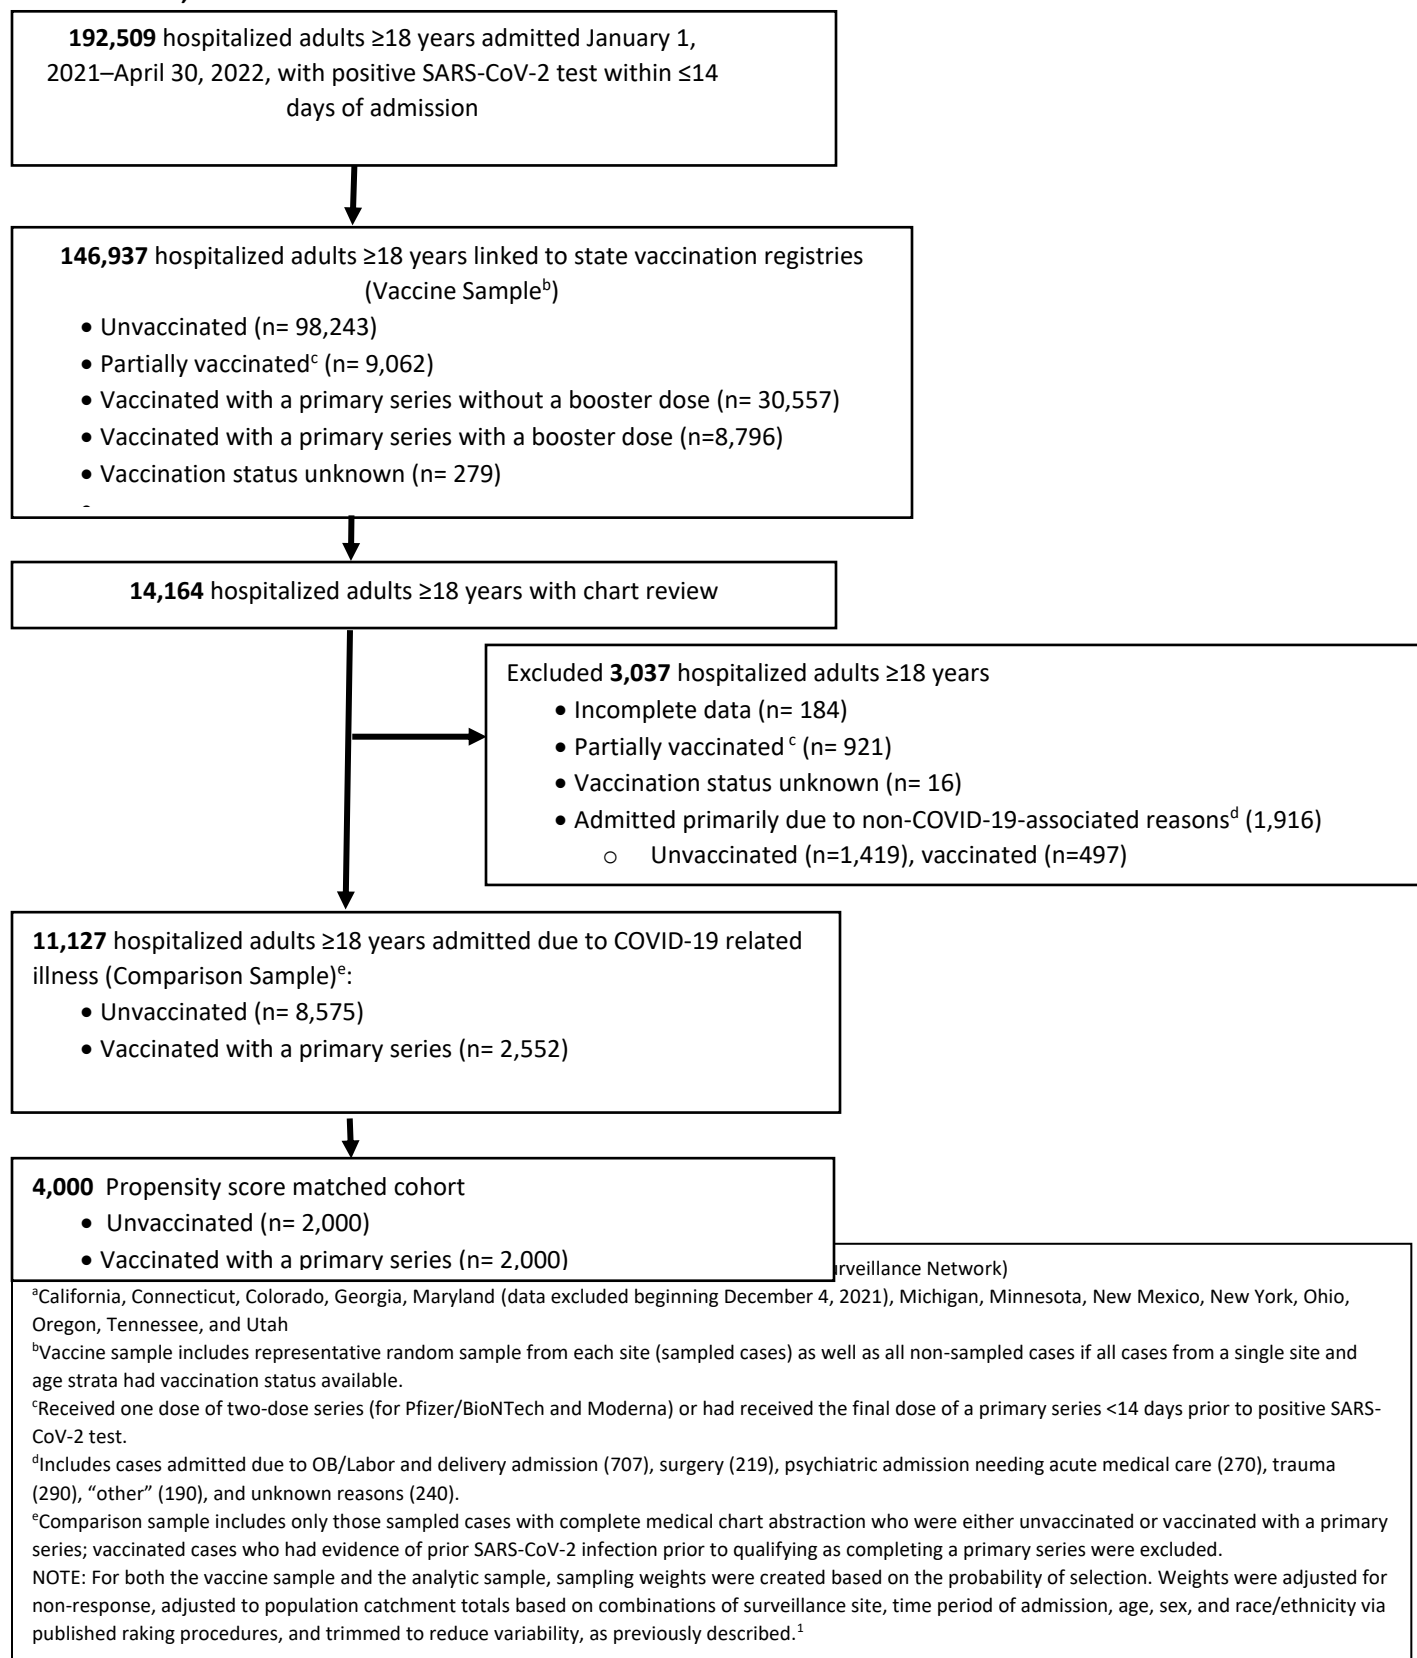 192,509 hospitalized adults ≥18 years admitted January 1,
2021–April 30, 2022, with positive SARS-CoV-2 test within ≤14
days of admission
146,937 hospitalized adults ≥18 years linked to state vaccination registries
(Vaccine Sampleᵇ)
• Unvaccinated (n= 98,243)
• Partially vaccinatedᶜ (n= 9,062)
• Vaccinated with a primary series without a booster dose (n= 30,557)
• Vaccinated with a primary series with a booster dose (n=8,796)
• Vaccination status unknown (n= 279)
14,164 hospitalized adults ≥18 years with chart review
Excluded 3,037 hospitalized adults ≥18 years
• Incomplete data (n= 184)
• Partially vaccinated ᶜ (n= 921)
• Vaccination status unknown (n= 16)
• Admitted primarily due to non-COVID-19-associated reasonsᵈ (1,916)
o Unvaccinated (n=1,419), vaccinated (n=497)
11,127 hospitalized adults ≥18 years admitted due to COVID-19 related
illness (Comparison Sample)ᵉ:
• Unvaccinated (n= 8,575)
• Vaccinated with a primary series (n= 2,552)
4,000 Propensity score matched cohort
• Unvaccinated (n= 2,000)
• Vaccinated with a primary series (n= 2,000)
rveillance Network)
ᵃCalifornia, Connecticut, Colorado, Georgia, Maryland (data excluded beginning December 4, 2021), Michigan, Minnesota, New Mexico, New York, Ohio,
Oregon, Tennessee, and Utah
ᵇVaccine sample includes representative random sample from each site (sampled cases) as well as all non-sampled cases if all cases from a single site and
age strata had vaccination status available.
ᶜReceived one dose of two-dose series (for Pfizer/BioNTech and Moderna) or had received the final dose of a primary series <14 days prior to positive SARS-
CoV-2 test.
ᵈIncludes cases admitted due to OB/Labor and delivery admission (707), surgery (219), psychiatric admission needing acute medical care (270), trauma
(290), “other” (190), and unknown reasons (240).
ᵉComparison sample includes only those sampled cases with complete medical chart abstraction who were either unvaccinated or vaccinated with a primary
series; vaccinated cases who had evidence of prior SARS-CoV-2 infection prior to qualifying as completing a primary series were excluded.
NOTE: For both the vaccine sample and the analytic sample, sampling weights were created based on the probability of selection. Weights were adjusted for
non-response, adjusted to population catchment totals based on combinations of surveillance site, time period of admission, age, sex, and race/ethnicity via
published raking procedures, and trimmed to reduce variability, as previously described.¹